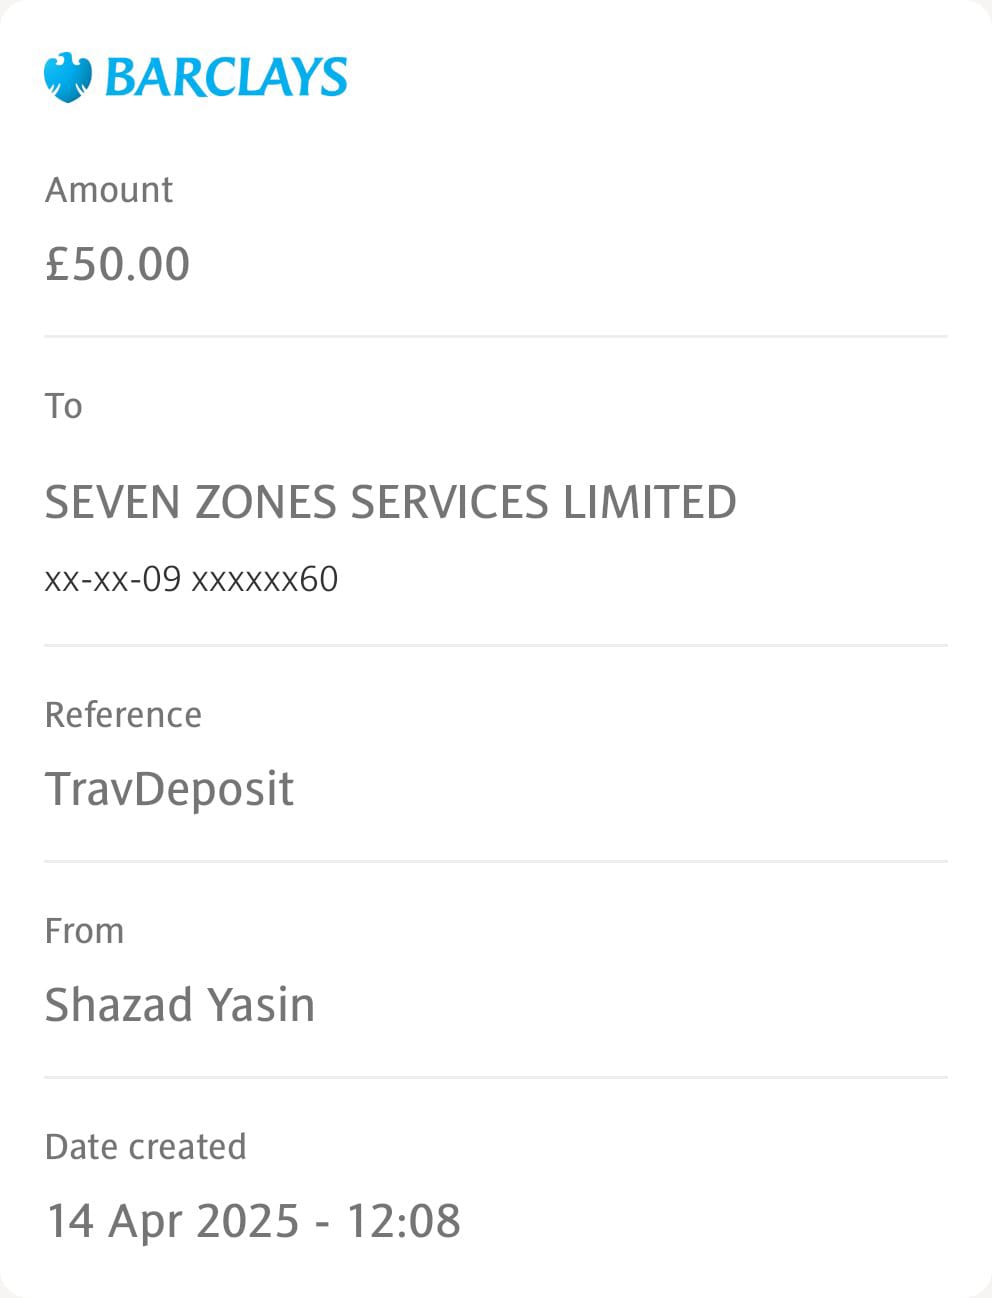 BARCLAYS
Amount
£50.00
To
SEVEN ZONES SERVICES LIMITED
xx-xx-09 xxxxxx60
Reference
TravDeposit
From
Shazad Yasin
Date created
14 Apr 2025 - 12:08